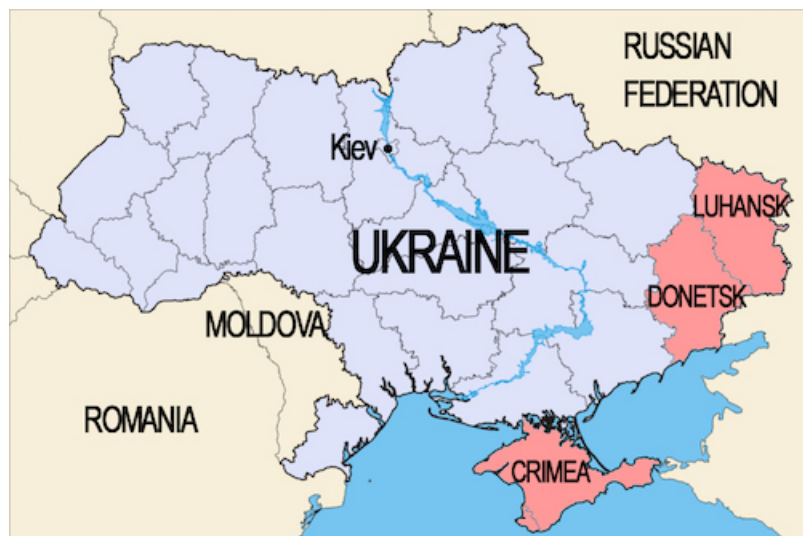 RUSSIAN
FEDERATION
Kiev
LUHANSK
UKRAINE
DONETSK
MOLDOVA
ROMANIA
CRIMEA